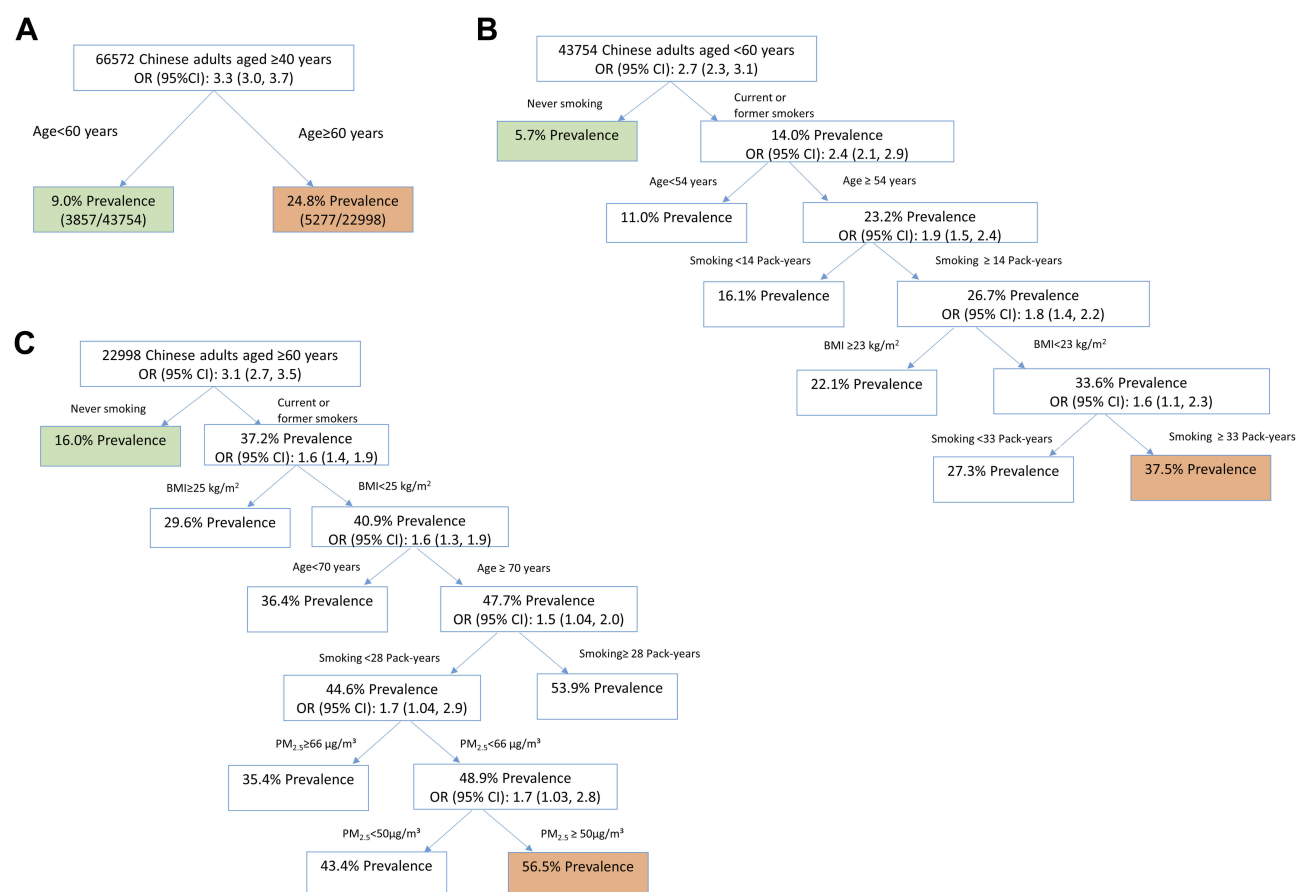 A
66572 Chinese adults aged ≥40 years
OR (95%CI): 3.3 (3.0, 3.7)
Age<60 years
Age≥60 years
9.0% Prevalence
(3857/43754)
24.8% Prevalence
(5277/22998)
B
43754 Chinese adults aged <60 years
OR (95% CI): 2.7 (2.3, 3.1)
Never smoking
Current or
former smokers
5.7% Prevalence
14.0% Prevalence
OR (95% CI): 2.4 (2.1, 2.9)
Age<54 years
Age ≥ 54 years
11.0% Prevalence
23.2% Prevalence
OR (95% CI): 1.9 (1.5, 2.4)
Smoking <14 Pack-years
Smoking ≥ 14 Pack-years
16.1% Prevalence
26.7% Prevalence
OR (95% CI): 1.8 (1.4, 2.2)
BMI ≥23 kg/m²
BMI<23 kg/m²
22.1% Prevalence
33.6% Prevalence
OR (95% CI): 1.6 (1.1, 2.3)
Smoking <33 Pack-years
Smoking ≥ 33 Pack-years
27.3% Prevalence
37.5% Prevalence
C
22998 Chinese adults aged ≥60 years
OR (95% CI): 3.1 (2.7, 3.5)
Never smoking
Current or
former smokers
16.0% Prevalence
37.2% Prevalence
OR (95% CI): 1.6 (1.4, 1.9)
BMI≥25 kg/m²
BMI<25 kg/m²
29.6% Prevalence
40.9% Prevalence
OR (95% CI): 1.6 (1.3, 1.9)
Age<70 years
Age ≥ 70 years
36.4% Prevalence
47.7% Prevalence
OR (95% CI): 1.5 (1.04, 2.0)
Smoking <28 Pack-years
Smoking≥ 28 Pack-years
44.6% Prevalence
OR (95% CI): 1.7 (1.04, 2.9)
53.9% Prevalence
PM₂.₅≥66 μg/m³
PM₂.₅<66 μg/m³
35.4% Prevalence
48.9% Prevalence
OR (95% CI): 1.7 (1.03, 2.8)
PM₂.₅<50μg/m³
PM₂.₅ ≥ 50μg/m³
43.4% Prevalence
56.5% Prevalence